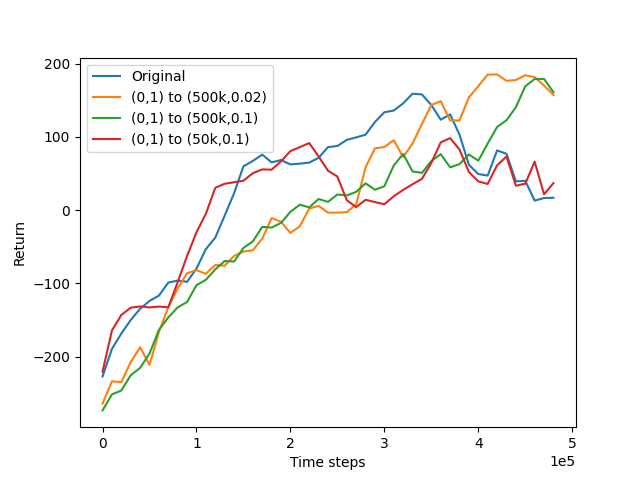 200
100
0
−100
−200
Return
Original
(0,1) to (500k,0.02)
(0,1) to (500k,0.1)
(0,1) to (50k,0.1)
0 1 2 3 4 5
1e5
Time steps